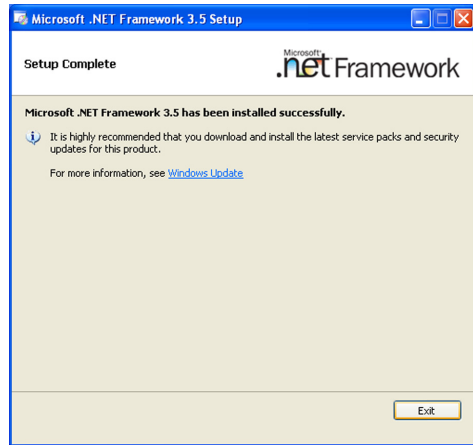 Microsoft .NET Framework 3.5 Setup
Setup Complete
Microsoft
.net Framework
Microsoft .NET Framework 3.5 has been installed successfully.
It is highly recommended that you download and install the latest service packs and security
updates for this product.
For more information, see Windows Update
Exit